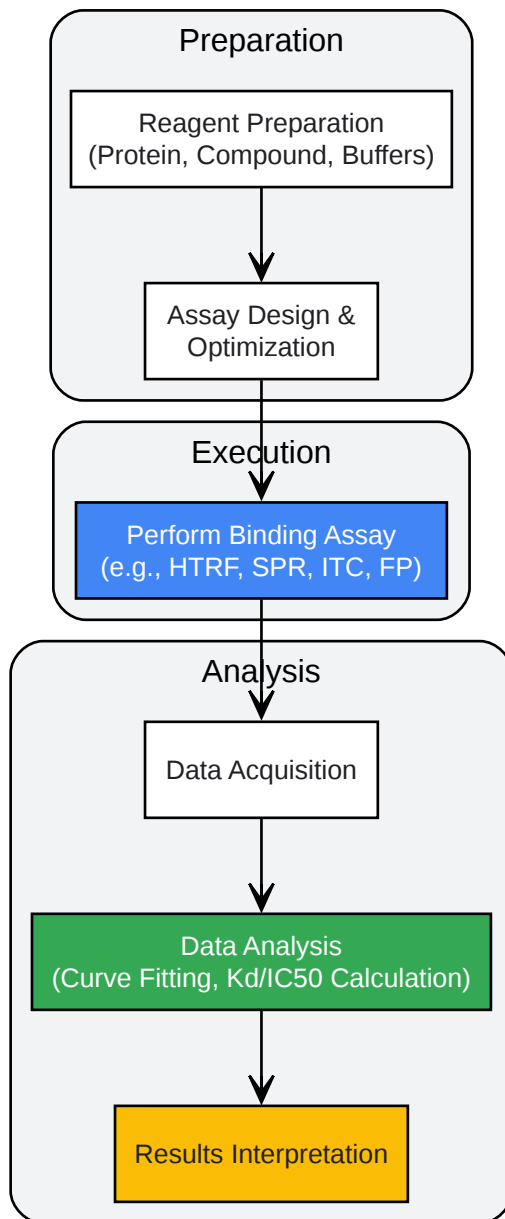 Preparation
Reagent Preparation
(Protein, Compound, Buffers)
Assay Design &
Optimization
Execution
Perform Binding Assay
(e.g., HTRF, SPR, ITC, FP)
Analysis
Data Acquisition
Data Analysis
(Curve Fitting, Kd/IC50 Calculation)
Results Interpretation